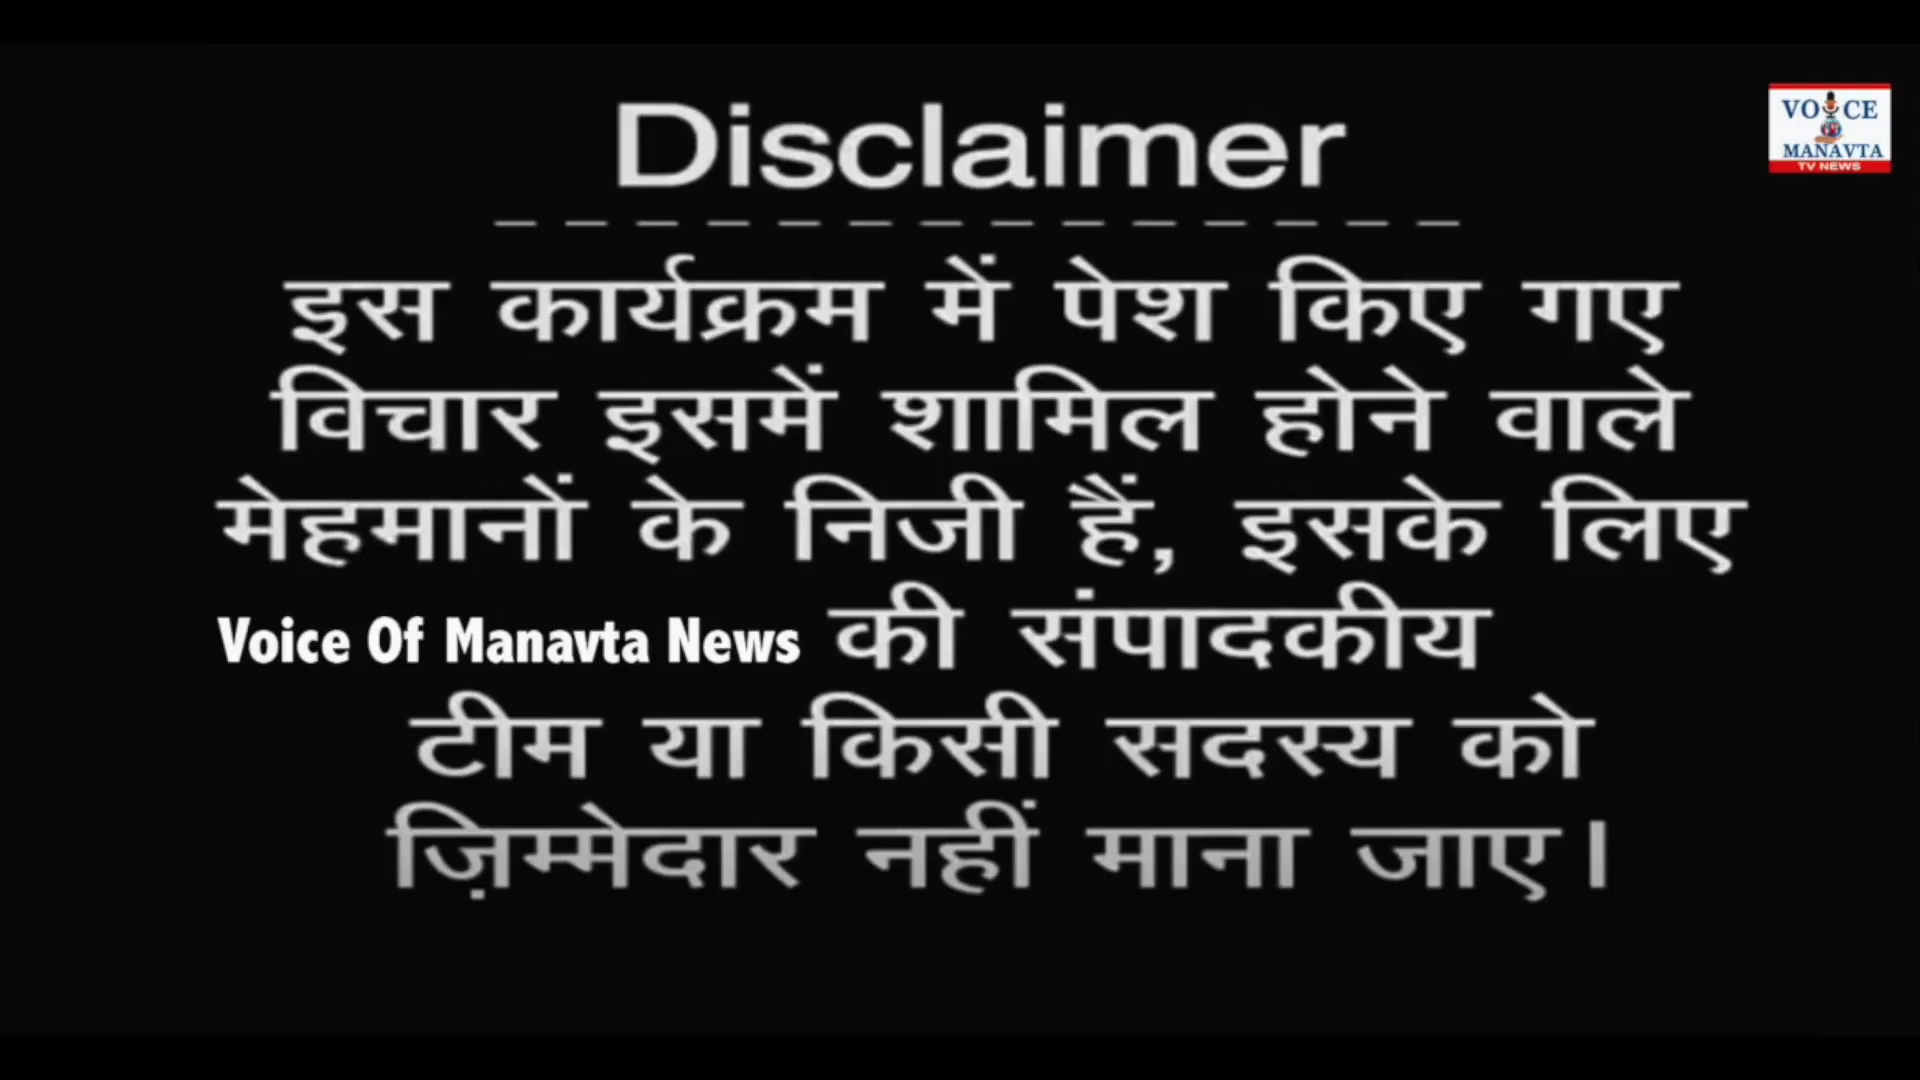 Disclaimer
VOICE
MANAVTA
TV NEWS
इस कार्यक्रम में पेश किए गए
विचार इसमें शामिल होने वाले
मेहमानों के निजी हैं, इसके लिए
Voice Of Manavta News की संपादकीय
टीम या किसी सदस्य को
ज़िम्मेदार नहीं माना जाए।